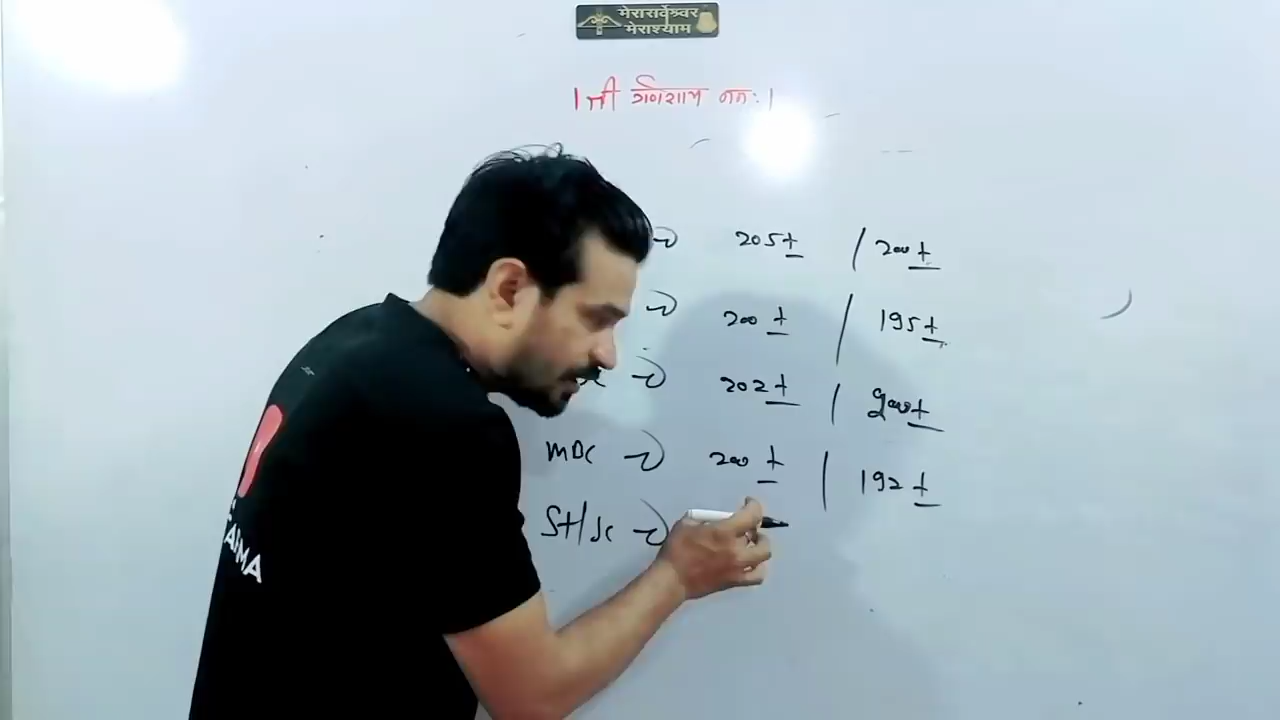 मेरासर्वेश्वर
मेराश्याम
। श्री गणेशाय नमः ।
205+ / 200+
200+ / 195+
202+ / 200+
MBC 200+ / 192+
St/Sc